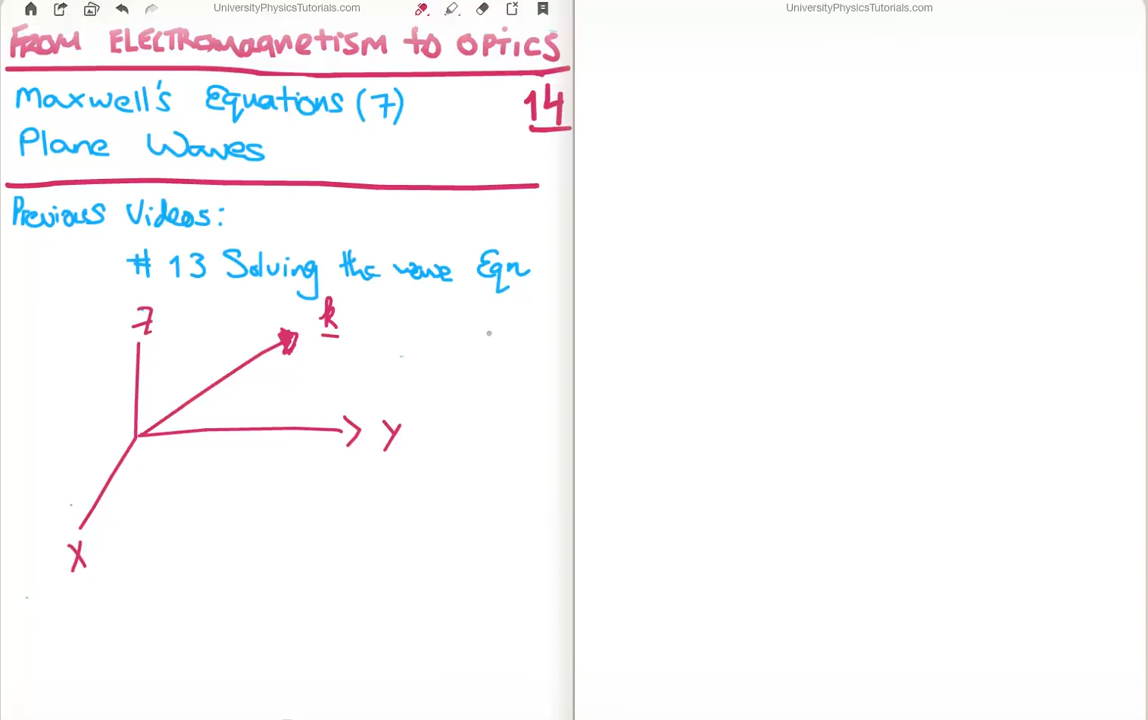 UniversityPhysicsTutorials.com
UniversityPhysicsTutorials.com
FROM ELECTRomagnetism to OPTICS
Maxwell's Equations (7)
14
Plane Waves
Previous Videos:
# 13 Solving the wave Eqn
Z
k
y
X